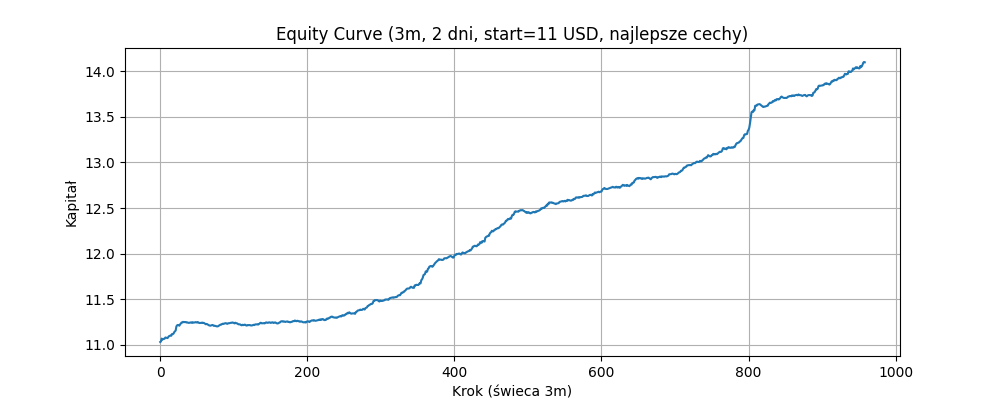 Equity Curve (3m, 2 dni, start=11 USD, najlepsze cechy)
Kapitał
14.0
13.5
13.0
12.5
12.0
11.5
11.0
0 200 400 600 800 1000
Krok (świeca 3m)